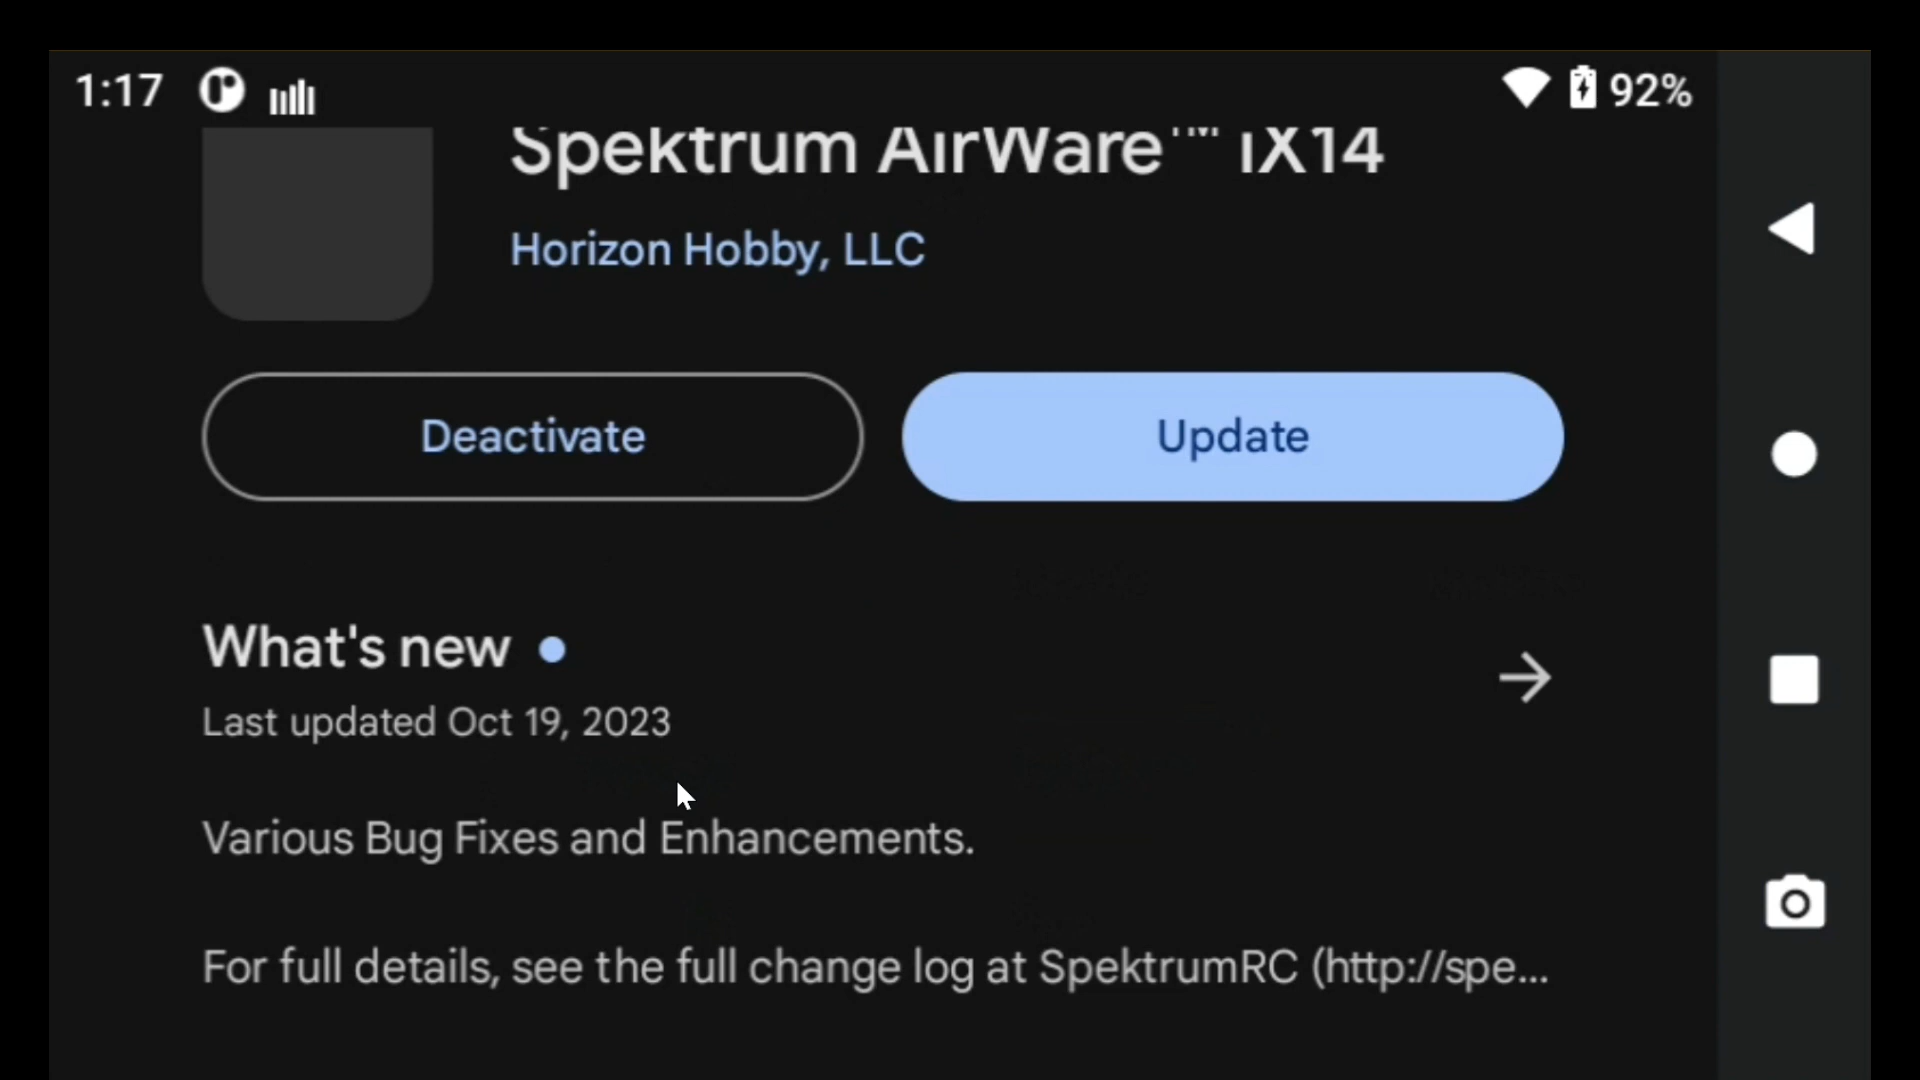 1:17
92%
Spektrum AirWare™ iX14
Horizon Hobby, LLC
Deactivate
Update
What's new
Last updated Oct 19, 2023
Various Bug Fixes and Enhancements.
For full details, see the full change log at SpektrumRC (http://spe...